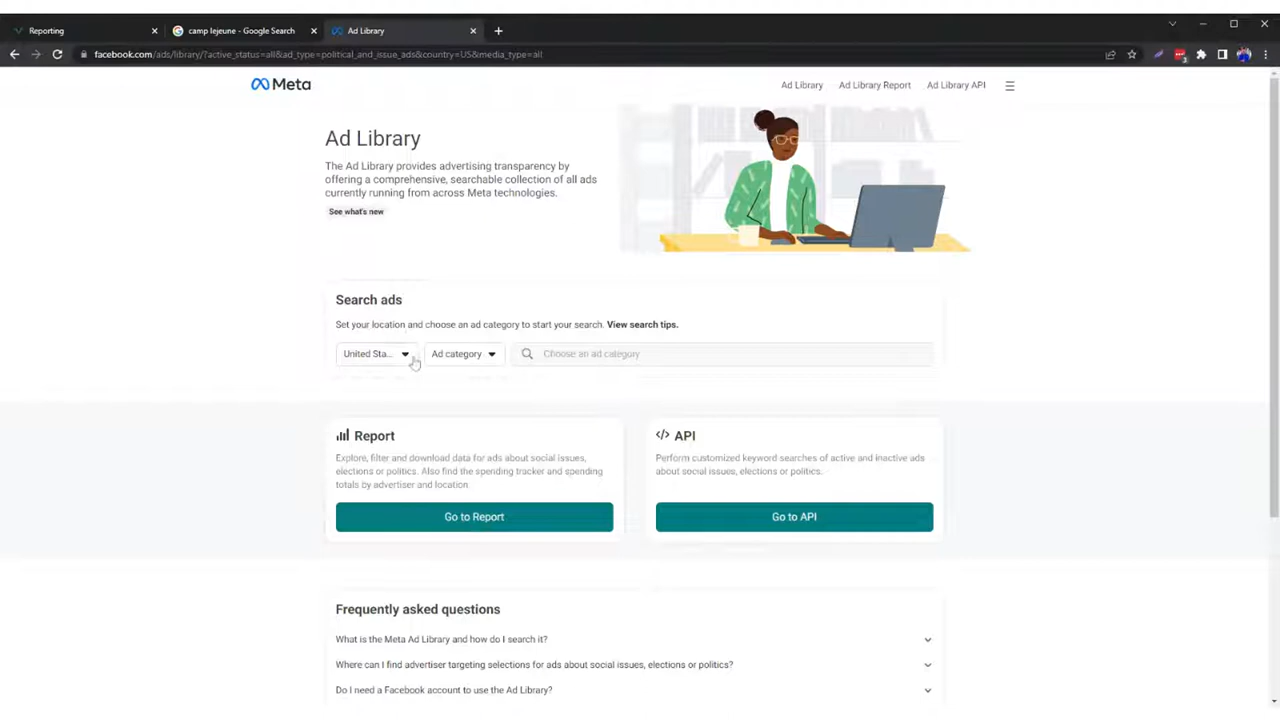 Reporting
camp lejeune - Google Search
Ad Library
facebook.com/ads/library/?active_status=all&ad_type=political_and_issue_ads&country=US&media_type=all
Meta
Ad Library
Ad Library Report
Ad Library API
Ad Library
The Ad Library provides advertising transparency by
offering a comprehensive, searchable collection of all ads
currently running from across Meta technologies.
See what's new
Search ads
Set your location and choose an ad category to start your search. View search tips.
United Sta...
Ad category
Choose an ad category
Report
Explore, filter and download data for ads about social issues,
elections or politics. Also find the spending tracker and spending
totals by advertiser and location
Go to Report
</> API
Perform customized keyword searches of active and inactive ads
about social issues, elections or politics.
Go to API
Frequently asked questions
What is the Meta Ad Library and how do I search it?
Where can I find advertiser targeting selections for ads about social issues, elections or politics?
Do I need a Facebook account to use the Ad Library?